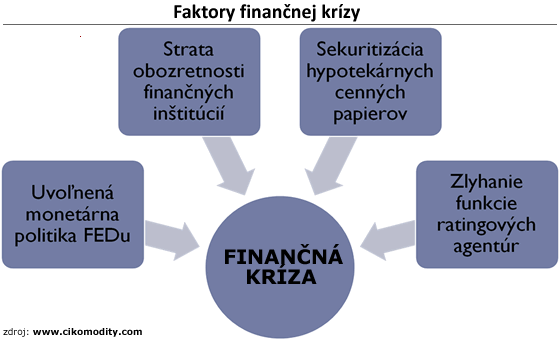 Faktory finančnej krízy
Strata
obozretnosti
finančných
inštitúcií
Sekuritizácia
hypotekárnych
cenných
papierov
Uvoľnená
monetárna
politika FEDu
Zlyhanie
funkcie
ratingových
agentúr
FINANČNÁ
KRÍZA
zdroj: www.cikomodity.com